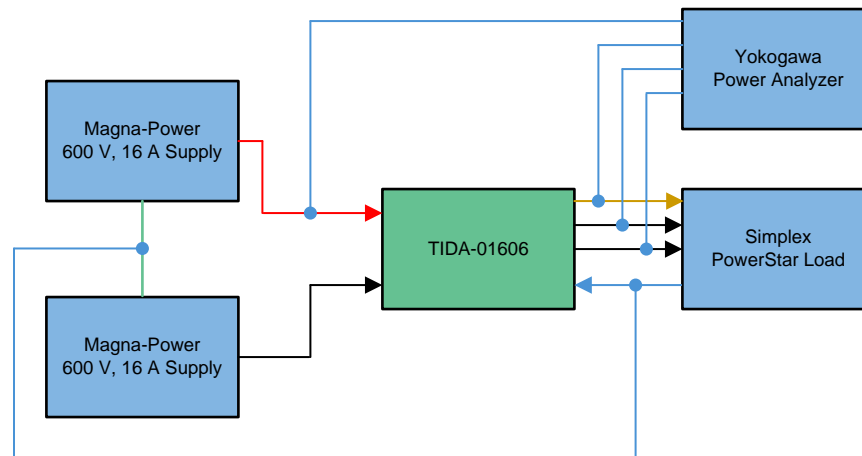 Yokogawa
Power Analyzer
Magna-Power
600 V, 16 A Supply
TIDA-01606
Simplex
PowerStar Load
Magna-Power
600 V, 16 A Supply